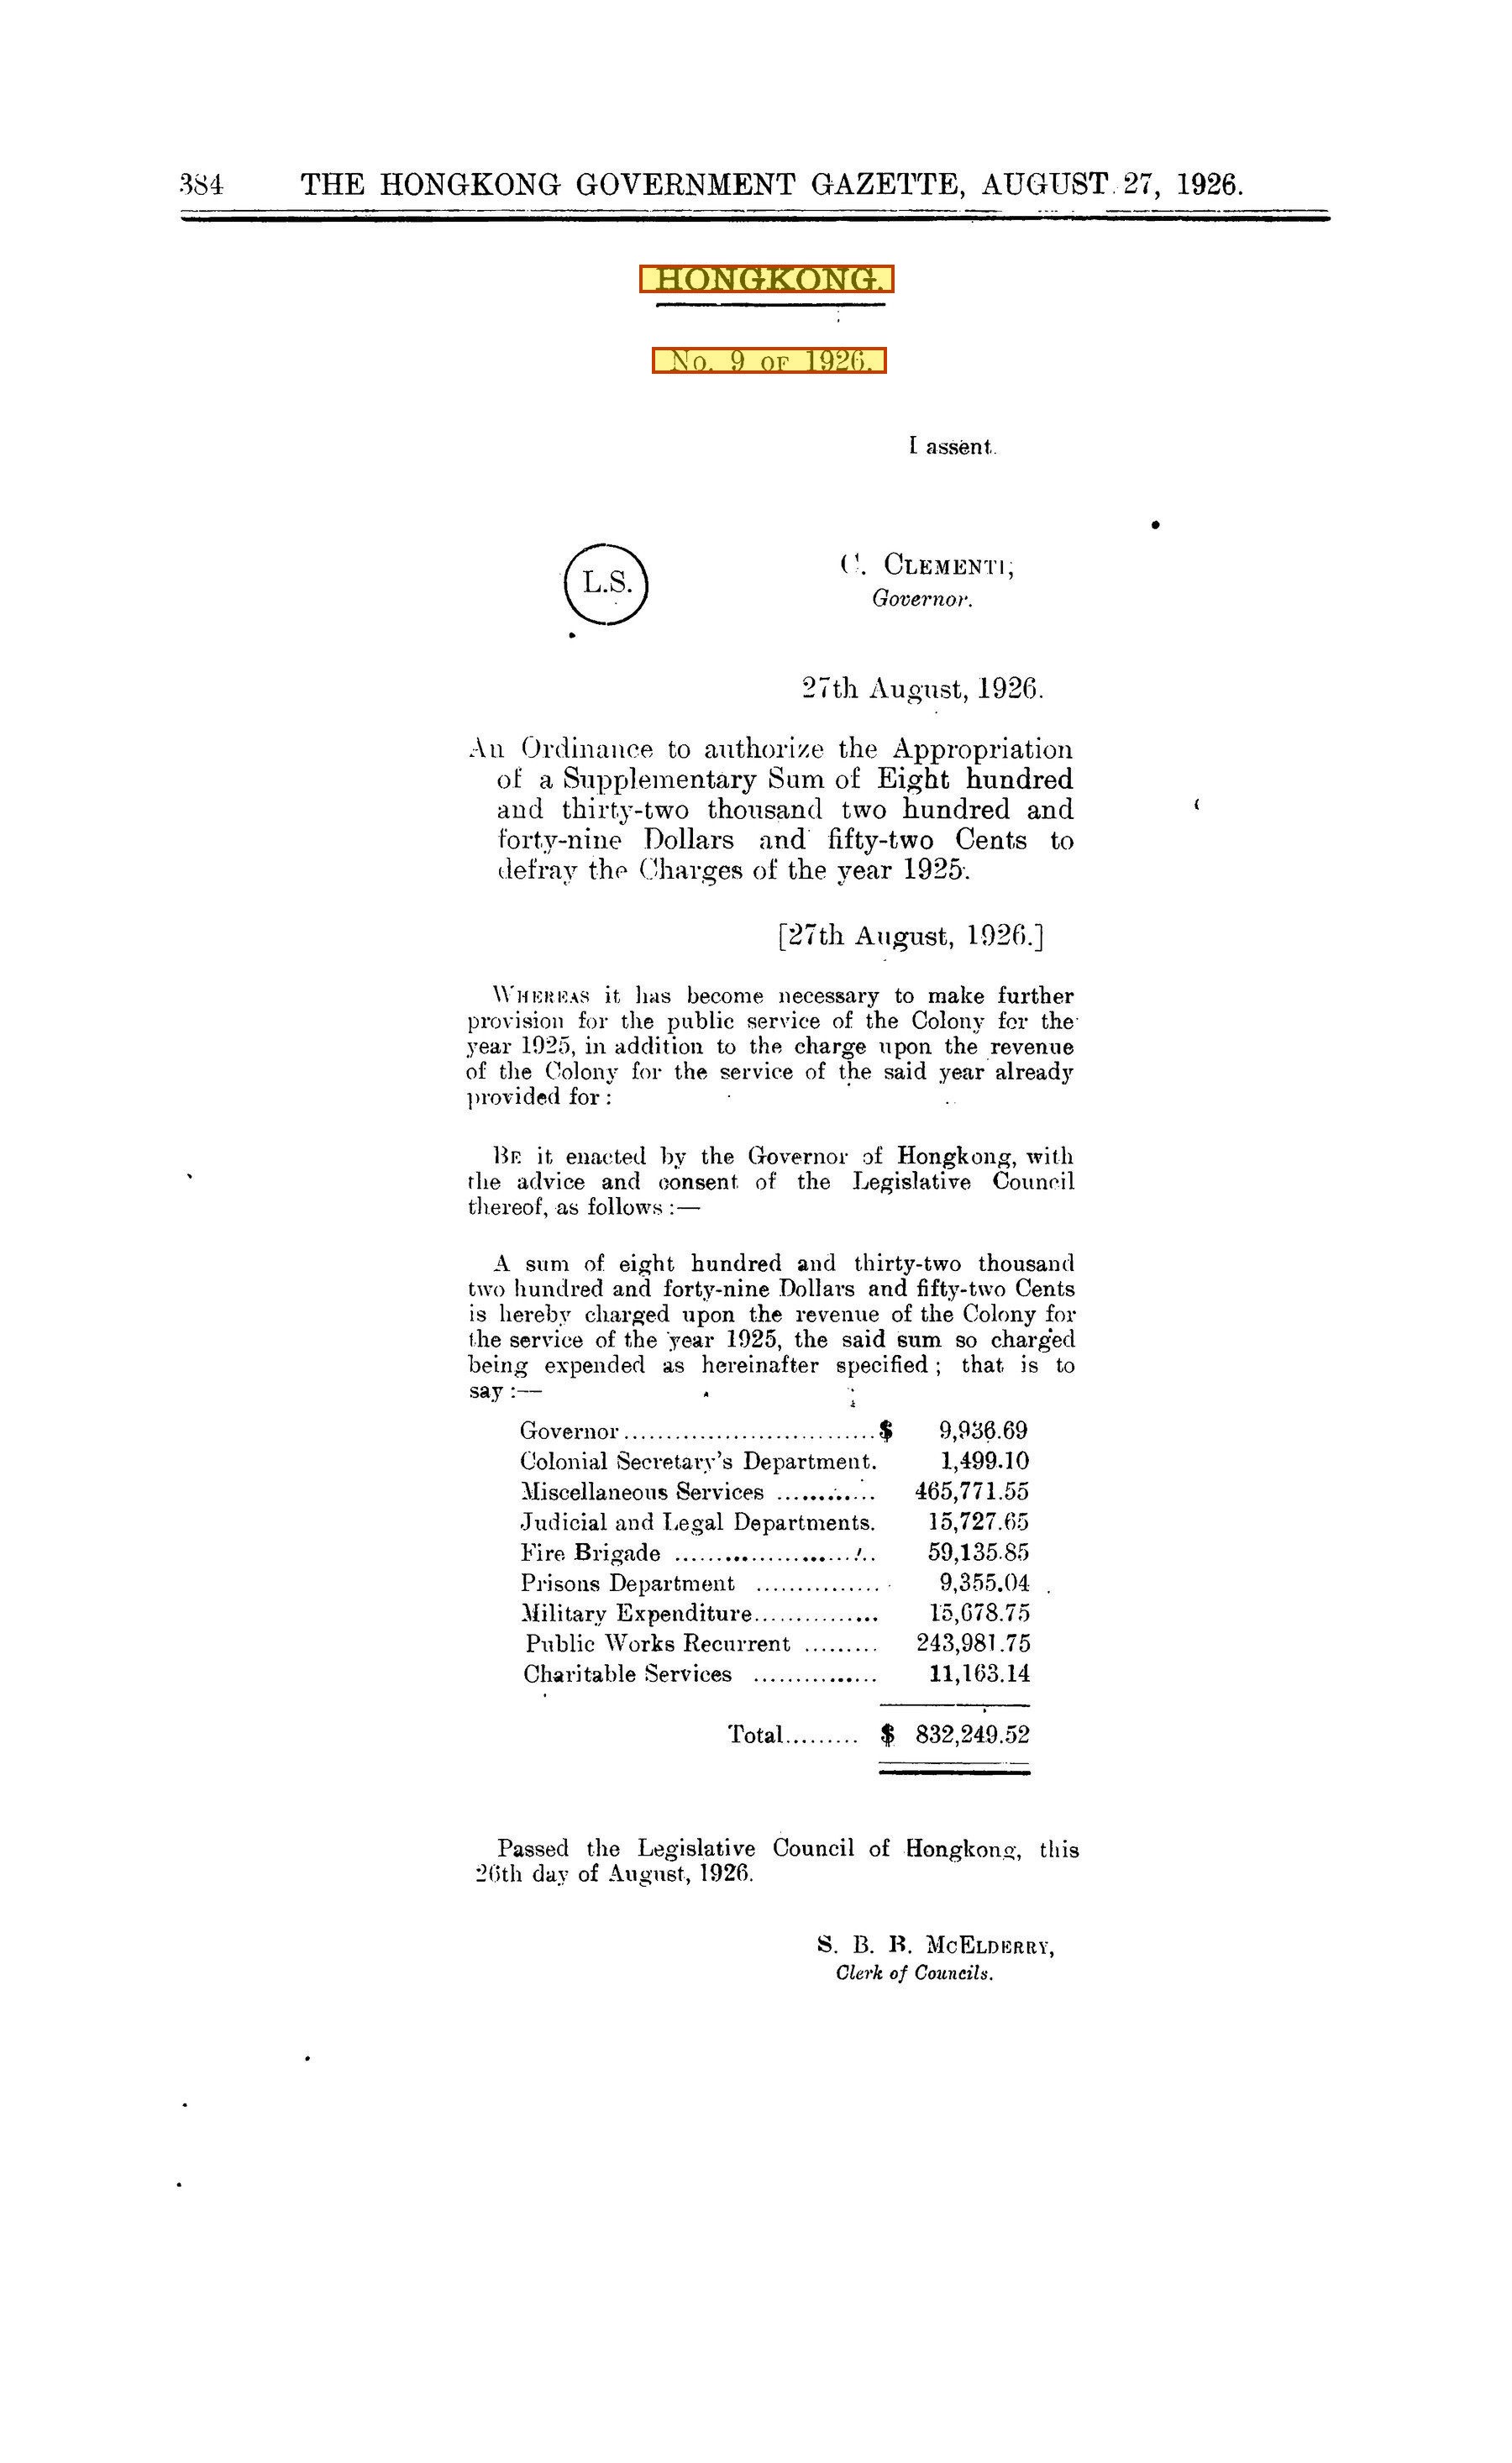 384 THE HONGKONG GOVERNMENT GAZETTE, AUGUST 27, 1926.
HONGKONG.
No. 9 OF 1926.
I assent.
L.S.
C. CLEMENTI,
Governor.
27th August, 1926.
An Ordinance to authorize the Appropriation
of a Supplementary Sum of Eight hundred
and thirty-two thousand two hundred and
forty-nine Dollars and fifty-two Cents to
defray the Charges of the year 1925.
[27th August, 1926.]
WHEREAS it has become necessary to make further
provision for the public service of the Colony for the
year 1925, in addition to the charge upon the revenue
of the Colony for the service of the said year already
provided for :
BE it enacted by the Governor of Hongkong, with
the advice and consent of the Legislative Council
thereof, as follows :—
A sum of eight hundred and thirty-two thousand
two hundred and forty-nine Dollars and fifty-two Cents
is hereby charged upon the revenue of the Colony for
the service of the year 1925, the said sum so charged
being expended as hereinafter specified ; that is to
say :—
Governor.............................. $ 9,936.69
Colonial Secretary's Department. 1,499.10
Miscellaneous Services ............ 465,771.55
Judicial and Legal Departments. 15,727.65
Fire Brigade ........................ 59,135.85
Prisons Department ............... 9,355.04
Military Expenditure............... 15,678.75
Public Works Recurrent ......... 243,981.75
Charitable Services ............... 11,163.14
Total......... $ 832,249.52
Passed the Legislative Council of Hongkong, this
26th day of August, 1926.
S. B. B. MCELDERRY,
Clerk of Councils.